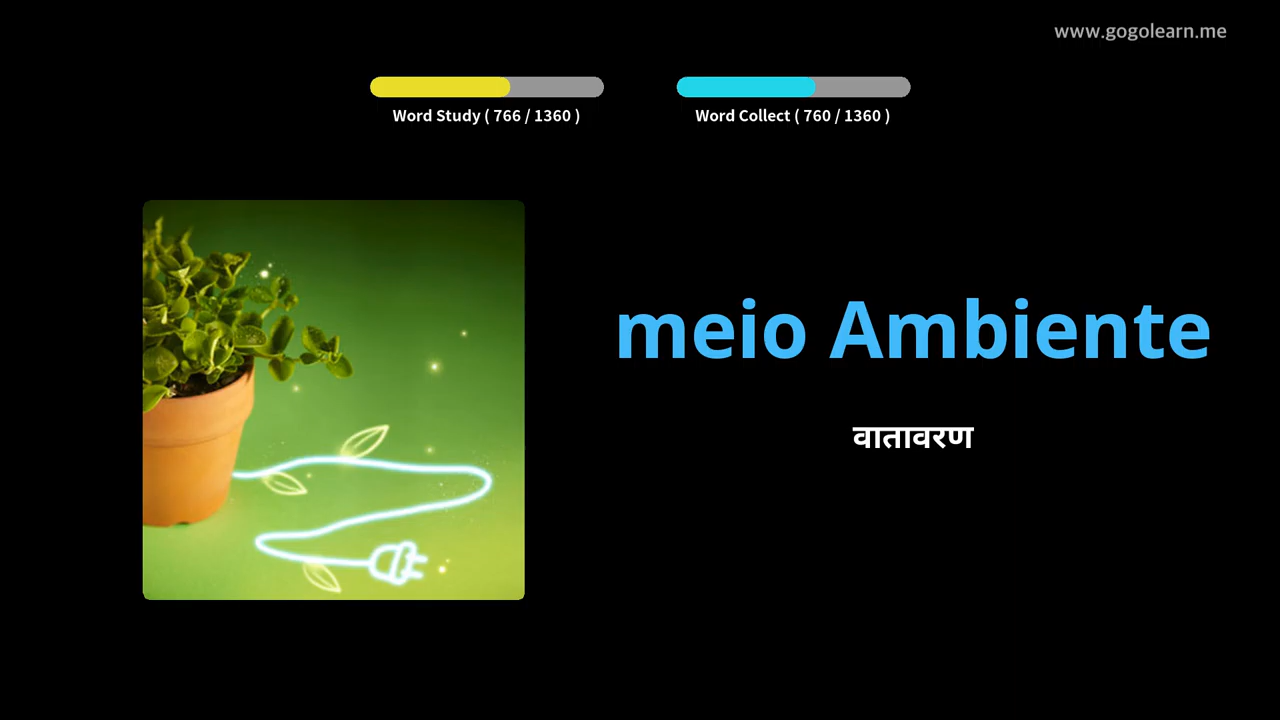 www.gogolearn.me
Word Study ( 766 / 1360 )
Word Collect ( 760 / 1360 )
meio Ambiente
वातावरण